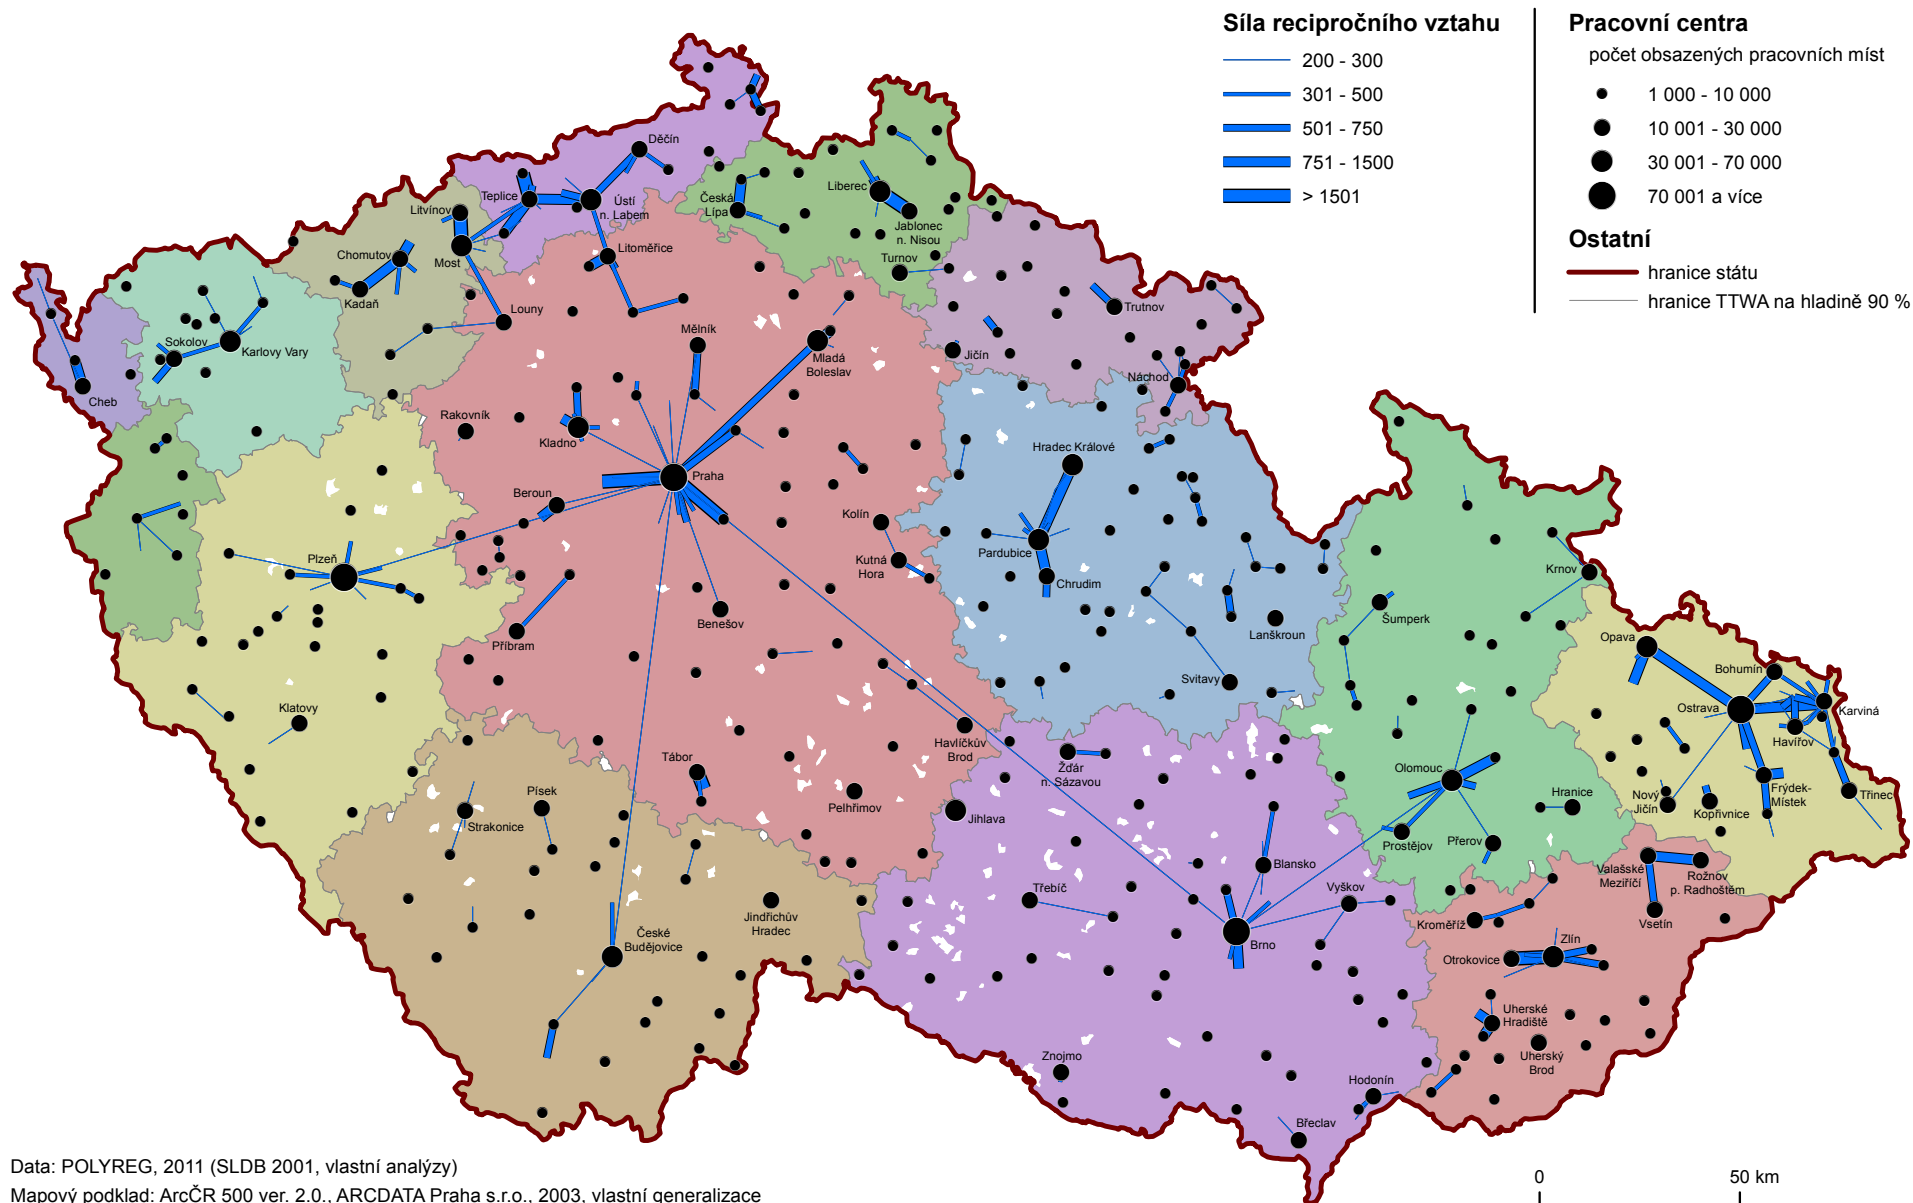 Síla recipročního vztahu
200 - 300
301 - 500
501 - 750
751 - 1500
> 1501
Pracovní centra
počet obsazených pracovních míst
1 000 - 10 000
10 001 - 30 000
30 001 - 70 000
70 001 a více
Ostatní
hranice státu
hranice TTWA na hladině 90 %
Děčín
Teplice
Ústí
n. Labem
Litvínov
Most
Chomutov
Kadaň
Litoměřice
Louny
Česká
Lípa
Liberec
Jablonec
n. Nisou
Turnov
Trutnov
Jičín
Náchod
Sokolov
Karlovy Vary
Cheb
Mělník
Mladá
Boleslav
Rakovník
Kladno
Praha
Beroun
Kolín
Kutná
Hora
Hradec Králové
Pardubice
Chrudim
Lanškroun
Svitavy
Plzeň
Příbram
Benešov
Klatovy
Krnov
Šumperk
Opava
Bohumín
Ostrava
Karviná
Havířov
Frýdek-
Místek
Třinec
Nový
Jičín
Kopřivnice
Tábor
Havlíčkův
Brod
Žďár
n. Sázavou
Olomouc
Hranice
Prostějov
Přerov
Pelhřimov
Jihlava
Písek
Strakonice
Jindřichův
Hradec
České
Budějovice
Třebíč
Blansko
Vyškov
Brno
Valašské
Meziříčí
Rožnov
p. Radhoštěm
Vsetín
Kroměříž
Zlín
Otrokovice
Uherské
Hradiště
Uherský
Brod
Znojmo
Hodonín
Břeclav
Data: POLYREG, 2011 (SLDB 2001, vlastní analýzy)
Mapový podklad: ArcČR 500 ver. 2.0., ARCDATA Praha s.r.o., 2003, vlastní generalizace
0 50 km